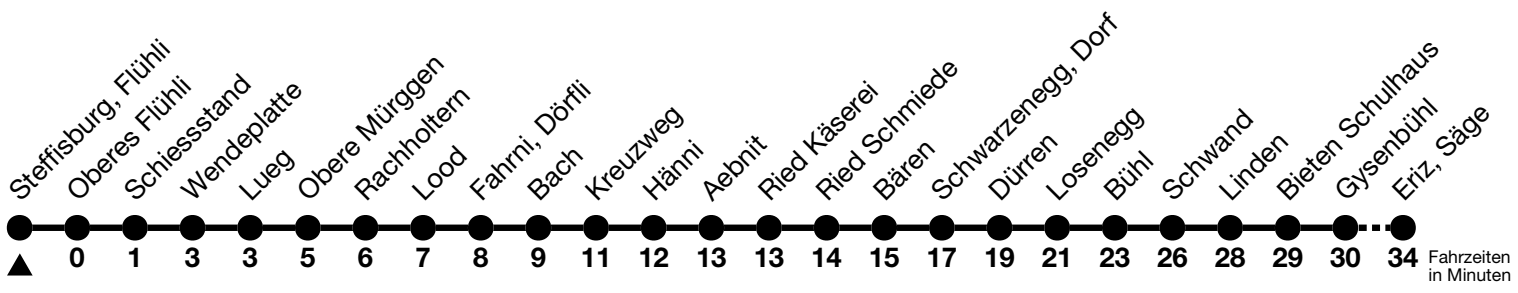 Steffisburg, Flühli
Oberes Flühli
Schiessstand
Wendeplatte
Lueg
Obere Mürggen
Rachholtern
Lood
Fahrni, Dörfli
Bach
Kreuzweg
Hänni
Aebnit
Ried Käserei
Ried Schmiede
Bären
Schwarzenegg, Dorf
Dürren
Losenegg
Bühl
Schwand
Linden
Bieten Schulhaus
Gysenbühl
Eriz, Säge
0 1 3 3 5 6 7 8 9 11 12 13 13 14 15 17 19 21 23 26 28 29 30 34
Fahrzeiten
in Minuten